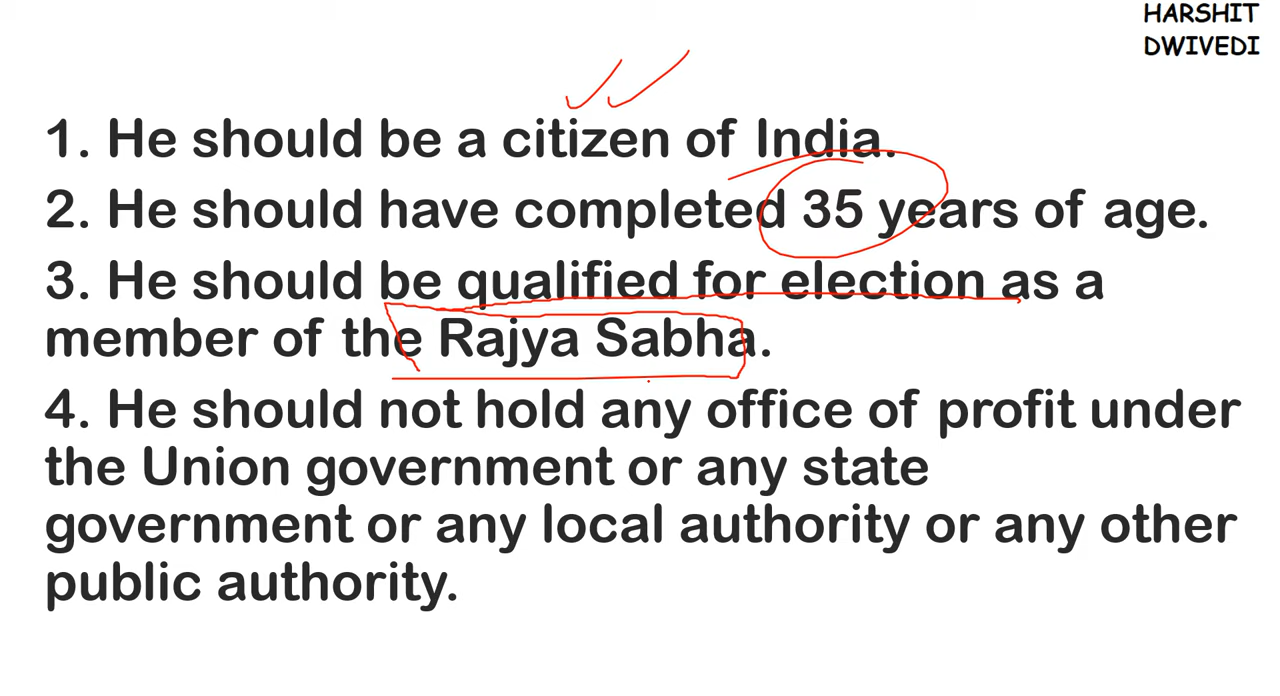 HARSHIT
DWIVEDI
1. He should be a citizen of India.
2. He should have completed 35 years of age.
3. He should be qualified for election as a
member of the Rajya Sabha.
4. He should not hold any office of profit under
the Union government or any state
government or any local authority or any other
public authority.